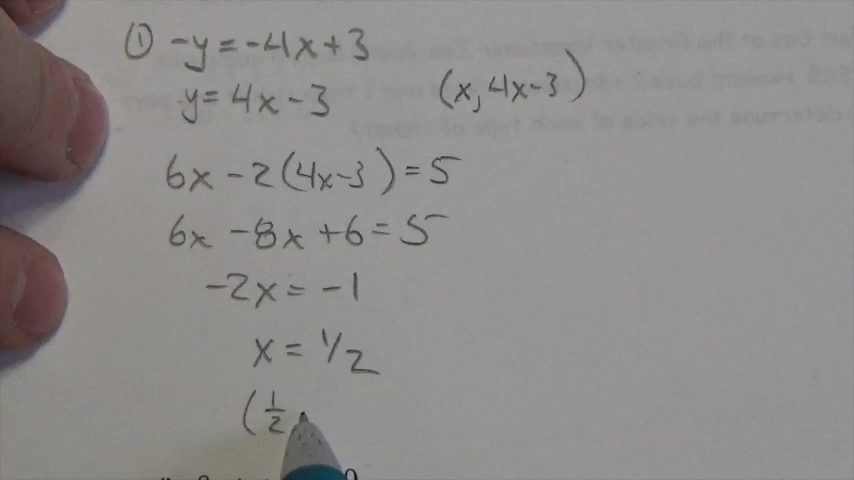 ① -y = -4x + 3
y = 4x - 3 (x, 4x-3)
6x - 2(4x-3) = 5
6x - 8x + 6 = 5
-2x = -1
x = 1/2
(1/2